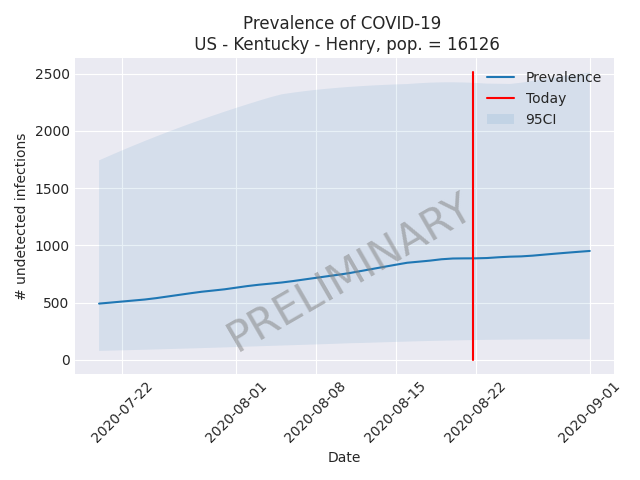 Prevalence of COVID-19
US - Kentucky - Henry, pop. = 16126
# undetected infections
2500
2000
1500
1000
500
0
Prevalence
Today
95CI
PRELIMINARY
2020-07-22
2020-08-01
2020-08-08
2020-08-15
2020-08-22
2020-09-01
Date